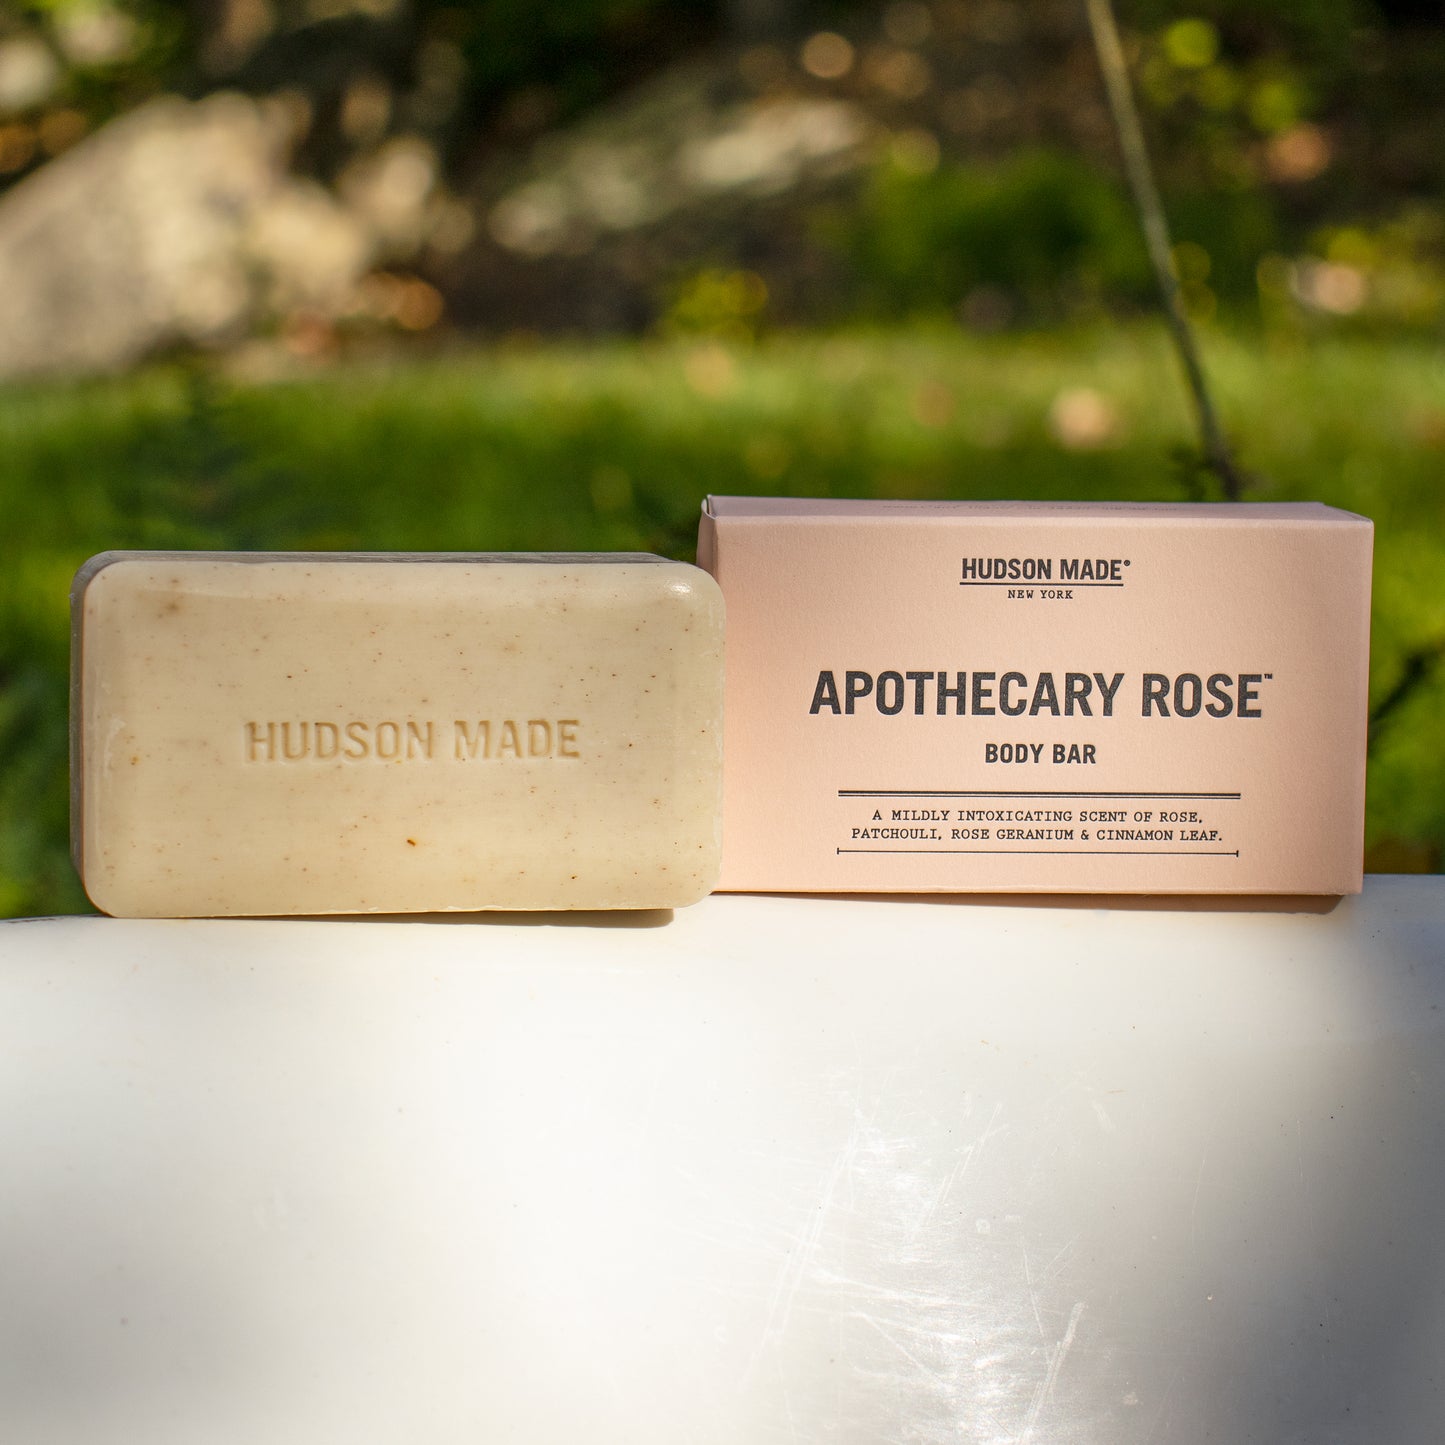 HUDSON MADE
HUDSON MADE®
NEW YORK
APOTHECARY ROSE™
BODY BAR
A MILDLY INTOXICATING SCENT OF ROSE,
PATCHOULI, ROSE GERANIUM & CINNAMON LEAF.